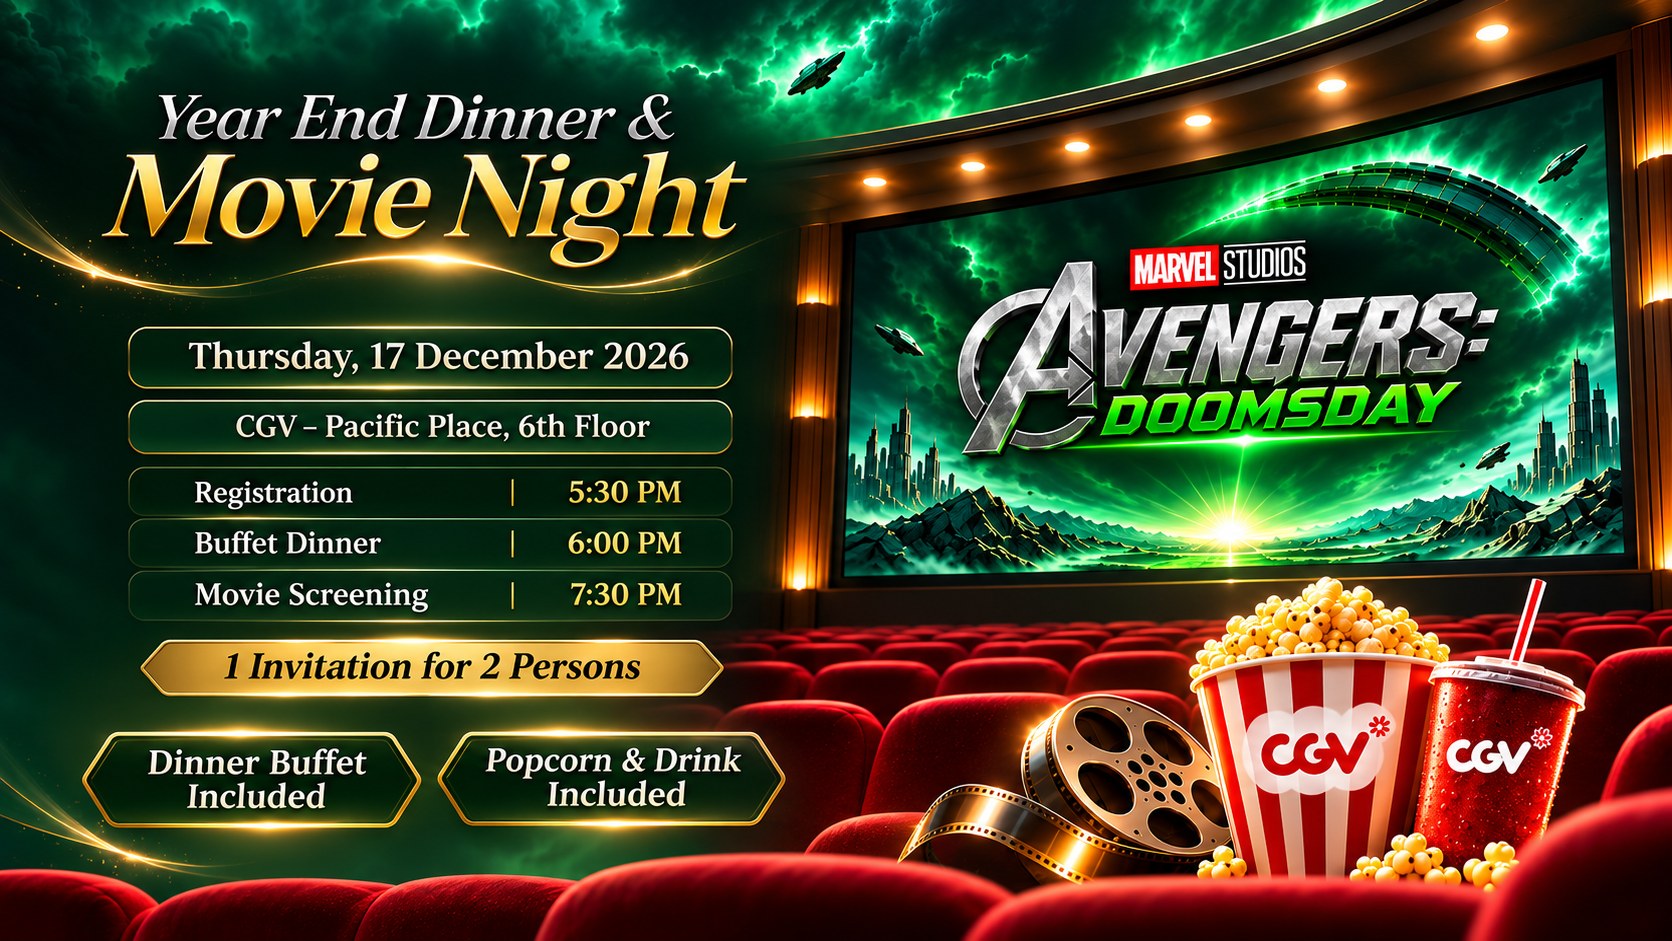 Year End Dinner &
Movie Night
Thursday, 17 December 2026
CGV – Pacific Place, 6th Floor
Registration | 5:30 PM
Buffet Dinner | 6:00 PM
Movie Screening | 7:30 PM
1 Invitation for 2 Persons
Dinner Buffet
Included
Popcorn & Drink
Included
MARVEL STUDIOS
AVENGERS:
DOOMSDAY
CGV
CGV